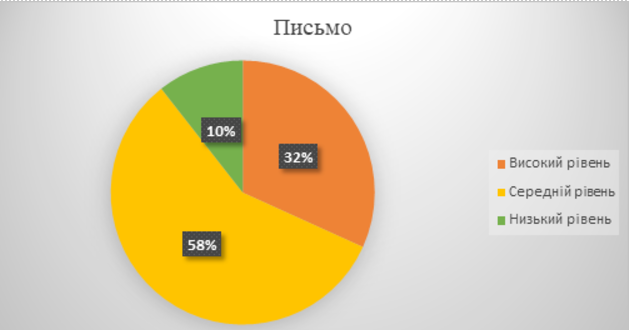 Письмо
10%
32%
58%
Високий рівень
Середній рівень
Низький рівень